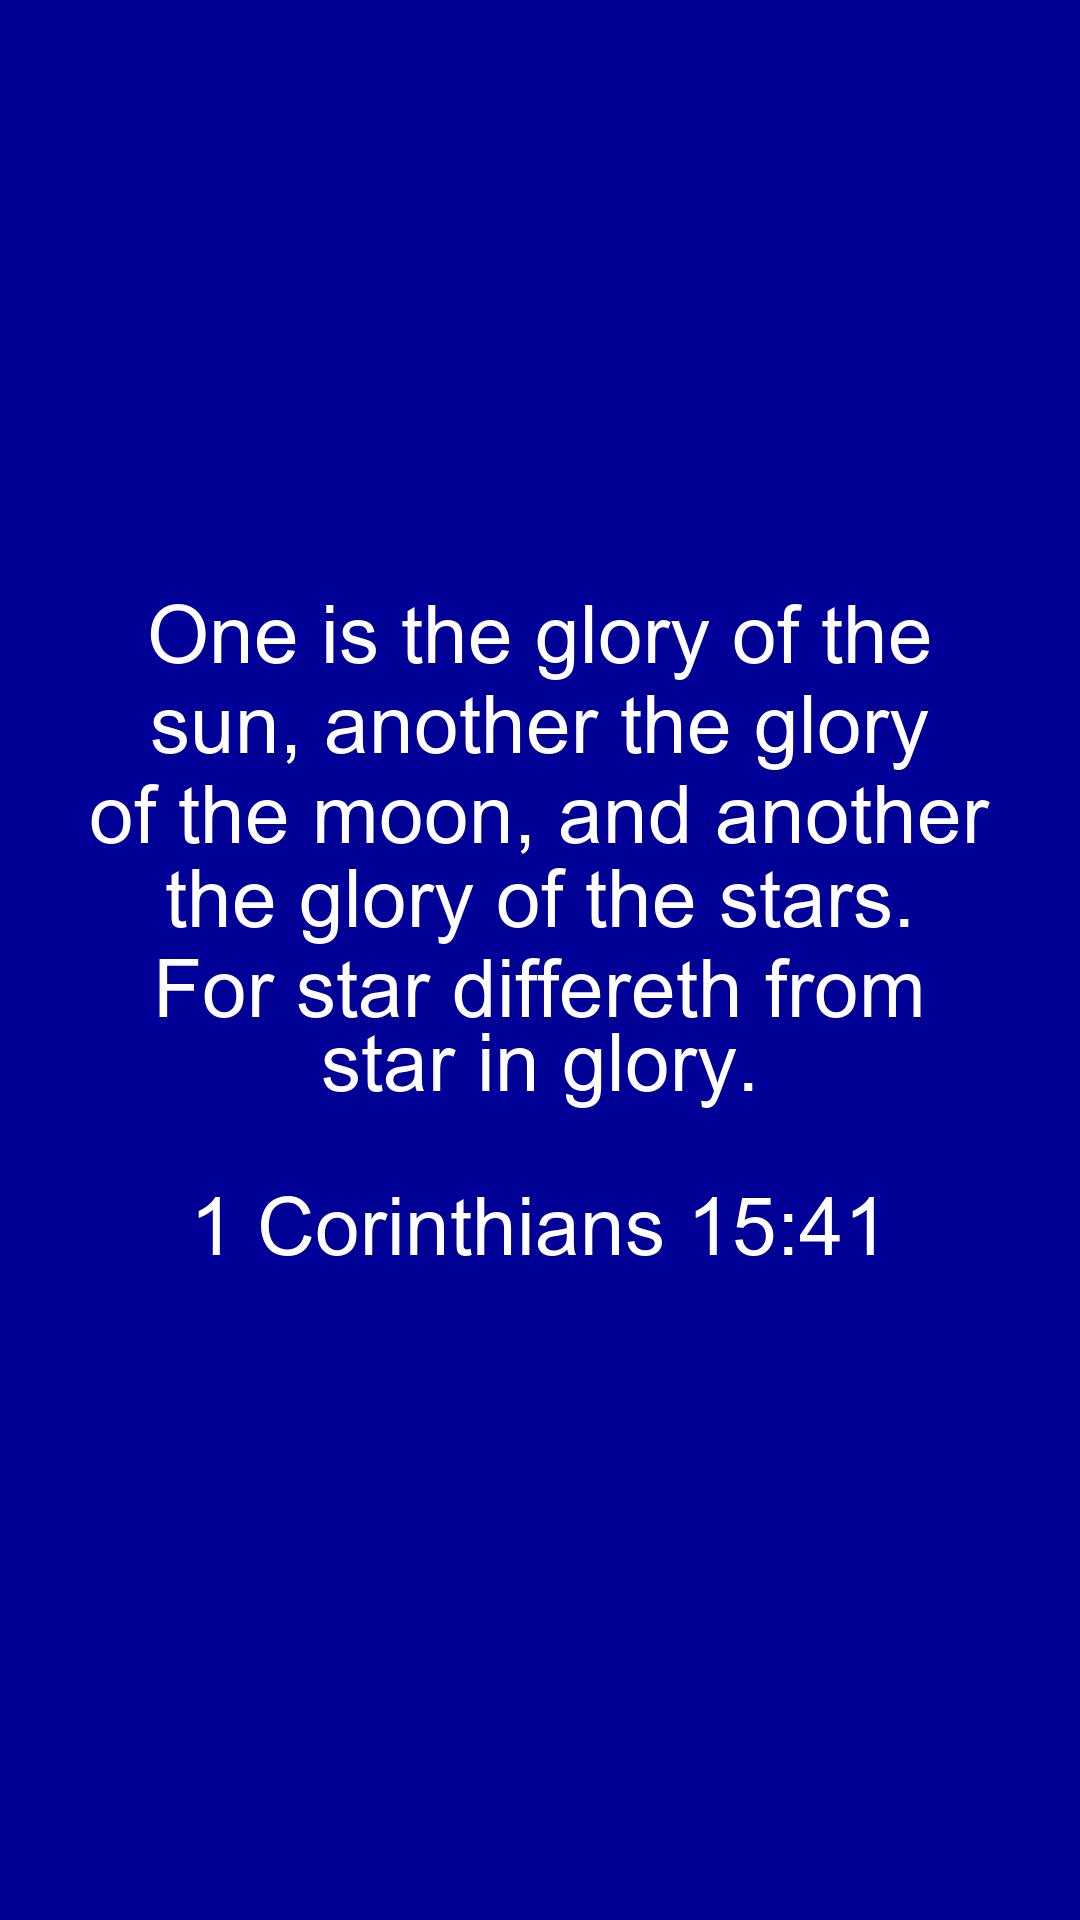 One is the glory of the
sun, another the glory
of the moon, and another
the glory of the stars.
For star differeth from
star in glory.
1 Corinthians 15:41